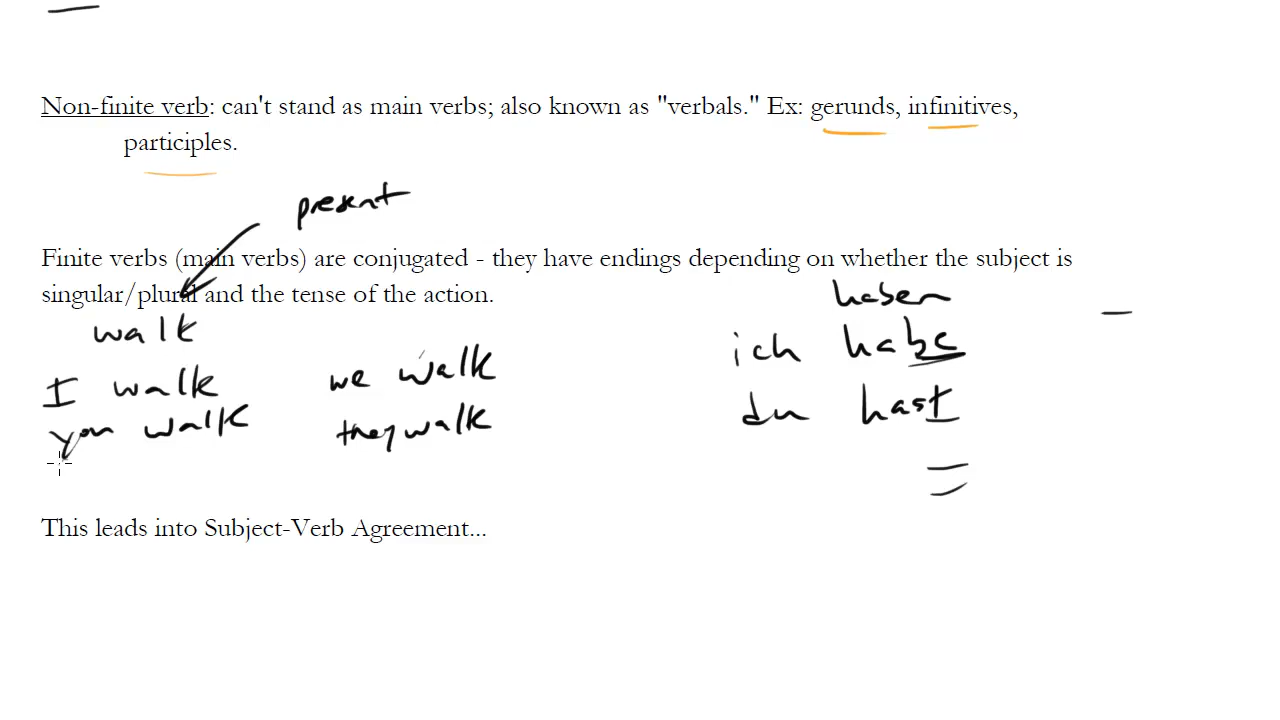 Non-finite verb: can't stand as main verbs; also known as "verbals." Ex: gerunds, infinitives,
participles.
present
Finite verbs (main verbs) are conjugated - they have endings depending on whether the subject is
singular/plural and the tense of the action.
haben
walk
ich habe
I walk we walk
du hast
you walk they walk
This leads into Subject-Verb Agreement...